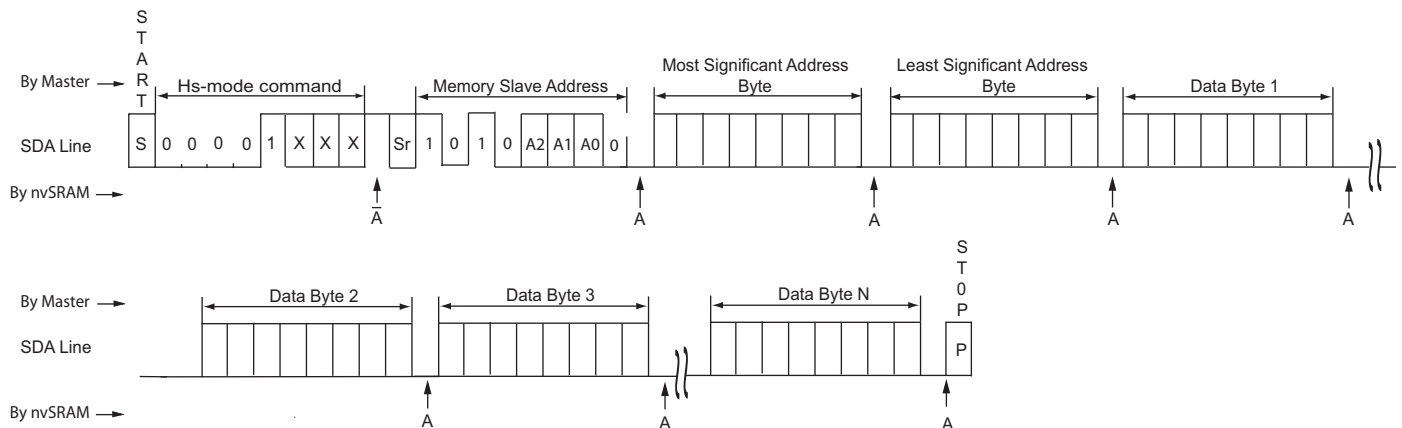 S
T
A
R
T
By Master
Hs-mode command
Memory Slave Address
Most Significant Address
Byte
Least Significant Address
Byte
Data Byte 1
SDA Line
S 0 0 0 0 1 X X X Sr 1 0 1 0 A2 A1 A0 0
By nvSRAM
A̅ A A A A
S
T
0
P
By Master
Data Byte 2
Data Byte 3
Data Byte N
SDA Line
P
By nvSRAM
A A A